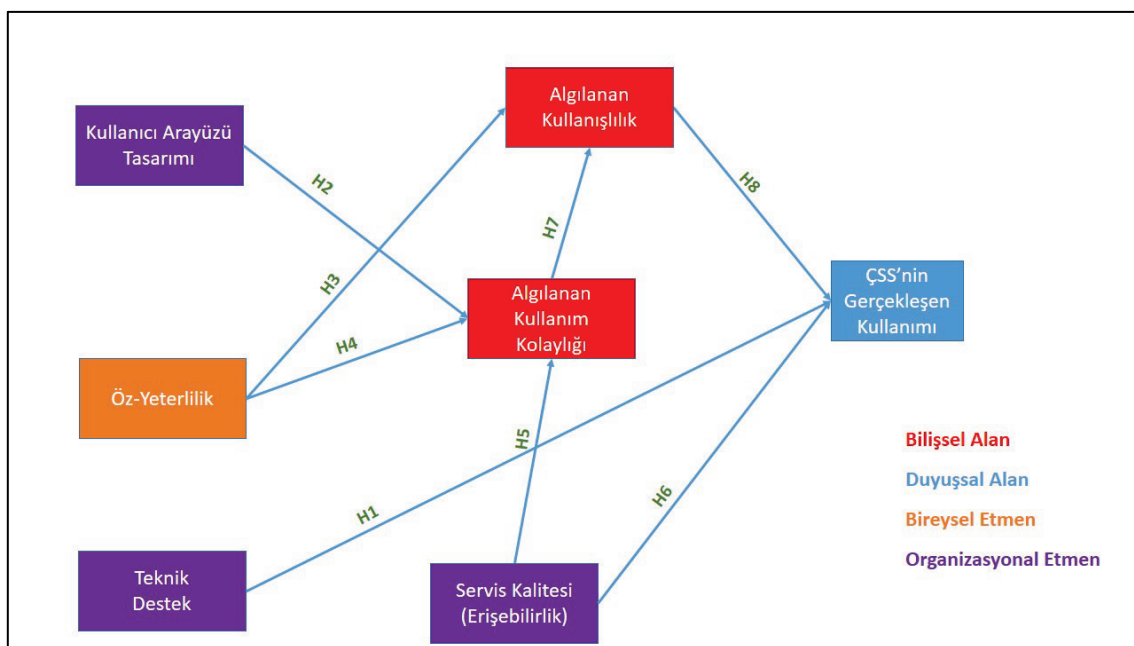 Algılanan
Kullanışlılık
Kullanıcı Arayüzü
Tasarımı
H2
H8
H7
H3
Algılanan
Kullanım
Kolaylığı
ÇSS’nin
Gerçekleşen
Kullanımı
H4
Öz-Yeterlilik
H5
Bilişsel Alan
Duyuşsal Alan
H6
H1
Bireysel Etmen
Organizasyonal Etmen
Teknik
Destek
Servis Kalitesi
(Erişebilirlik)